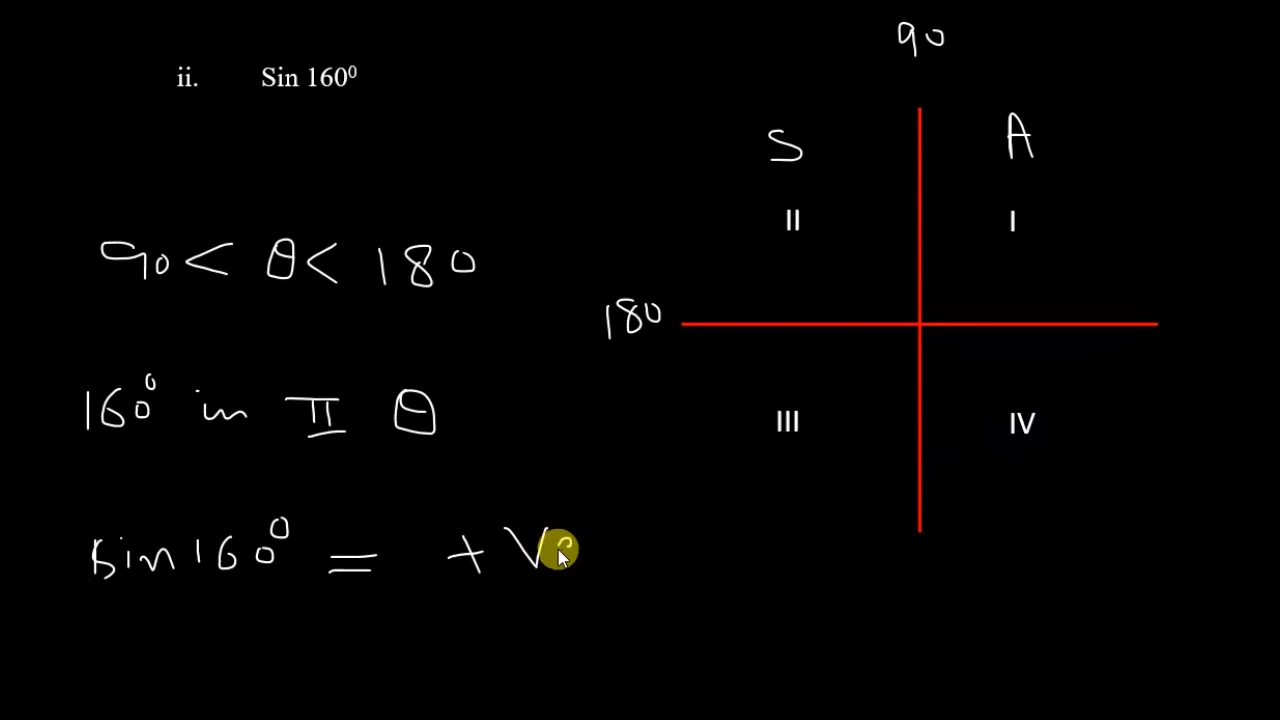 ii. Sin 160⁰
90 < θ < 180
160⁰ in II θ
sin 160⁰ = + ve
90
S A
II I
180
III IV